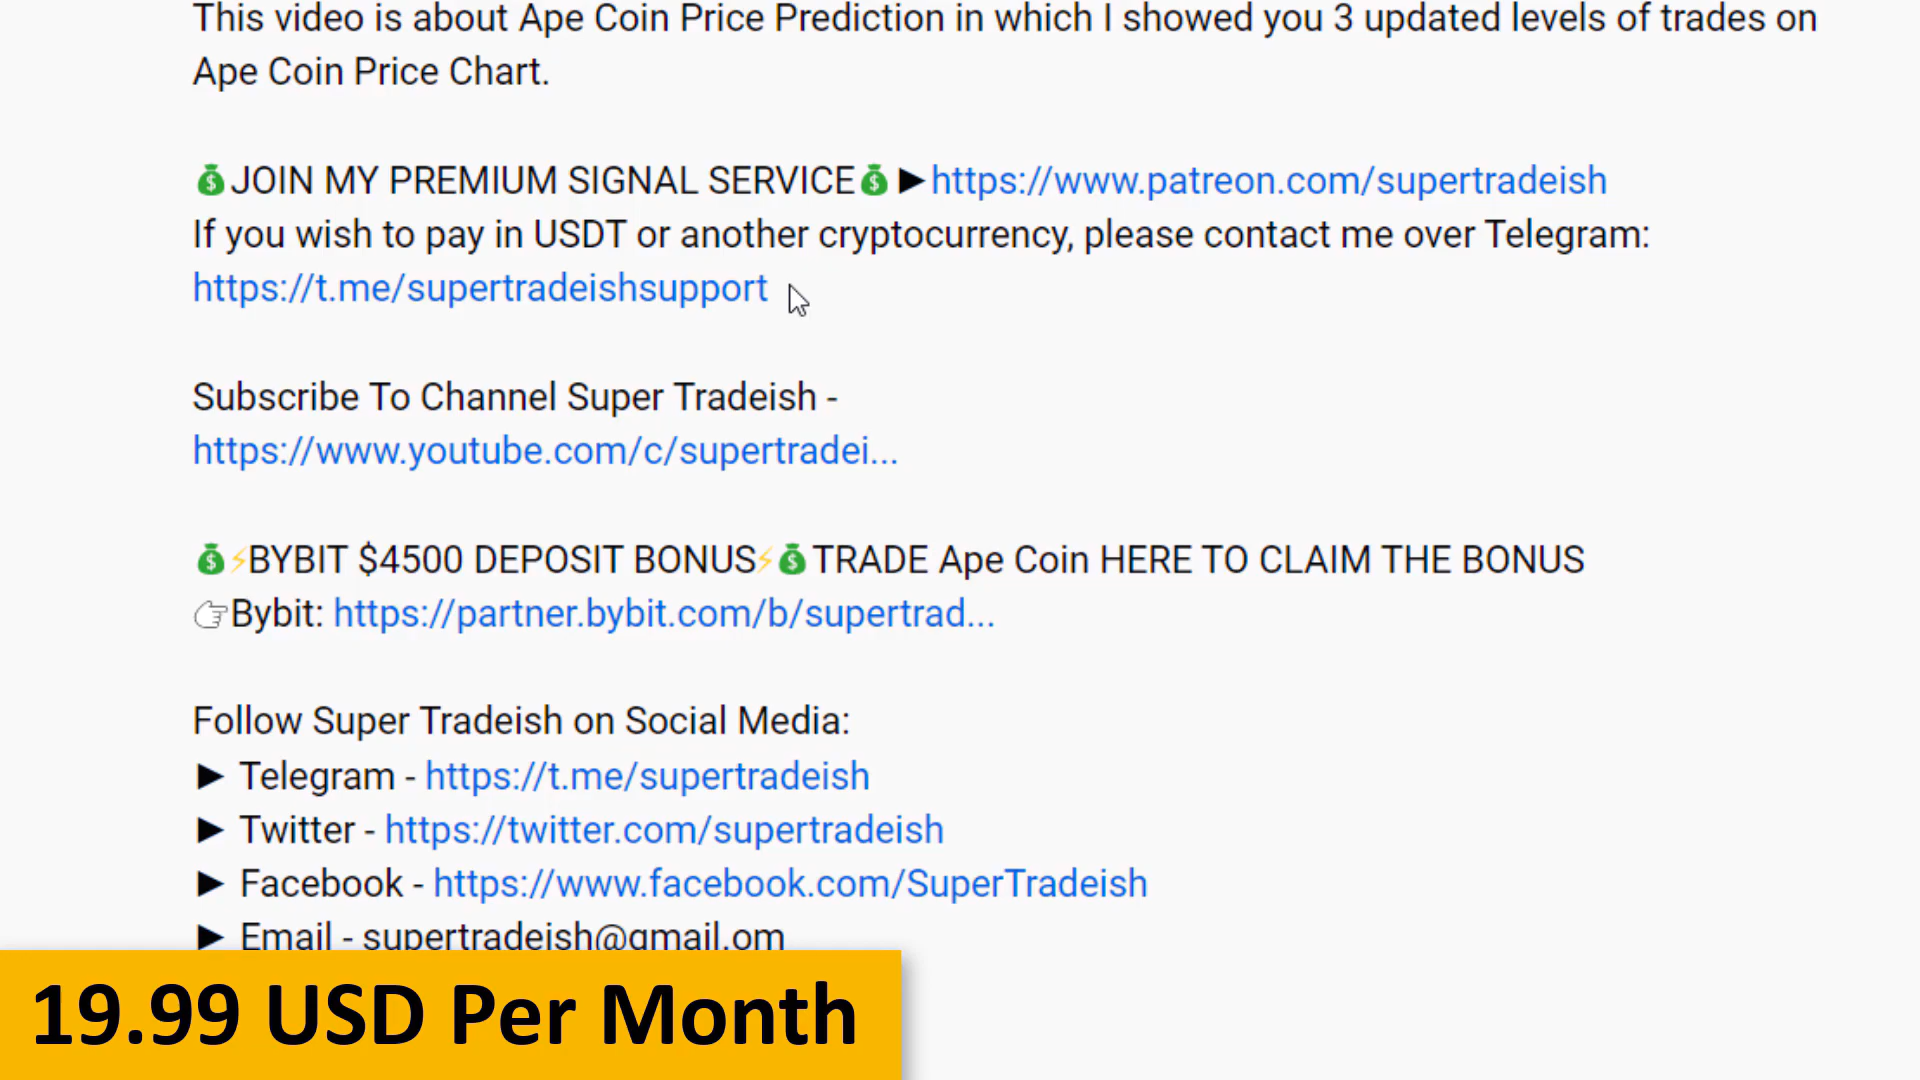 This video is about Ape Coin Price Prediction in which I showed you 3 updated levels of trades on
Ape Coin Price Chart.
💰JOIN MY PREMIUM SIGNAL SERVICE💰►https://www.patreon.com/supertradeish
If you wish to pay in USDT or another cryptocurrency, please contact me over Telegram:
https://t.me/supertradeishsupport
Subscribe To Channel Super Tradeish -
https://www.youtube.com/c/supertradei...
💰⚡BYBIT $4500 DEPOSIT BONUS⚡💰TRADE Ape Coin HERE TO CLAIM THE BONUS
👉Bybit: https://partner.bybit.com/b/supertrad...
Follow Super Tradeish on Social Media:
► Telegram - https://t.me/supertradeish
► Twitter - https://twitter.com/supertradeish
► Facebook - https://www.facebook.com/SuperTradeish
► Email - supertradeish@gmail.om
19.99 USD Per Month